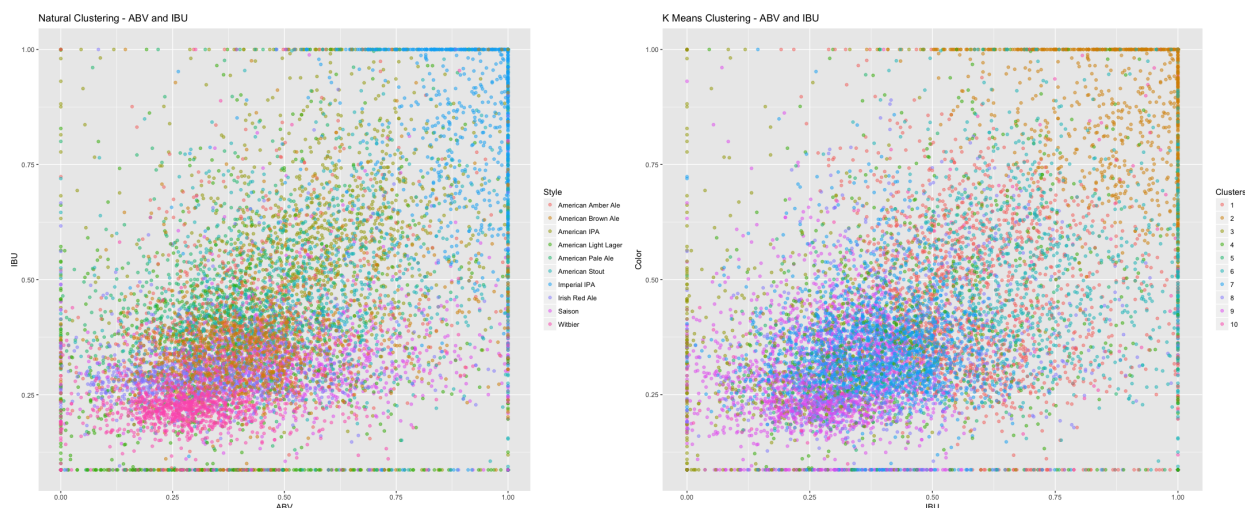 Natural Clustering - ABV and IBU
1.00
0.75
0.50
0.25
IBU
0.00
0.25
0.50
0.75
1.00
ABV
Style
American Amber Ale
American Brown Ale
American IPA
American Light Lager
American Pale Ale
American Stout
Imperial IPA
Irish Red Ale
Saison
Witbier
K Means Clustering - ABV and IBU
1.00
0.75
0.50
0.25
Color
0.00
0.25
0.50
0.75
1.00
IBU
Clusters
1
2
3
4
5
6
7
8
9
10